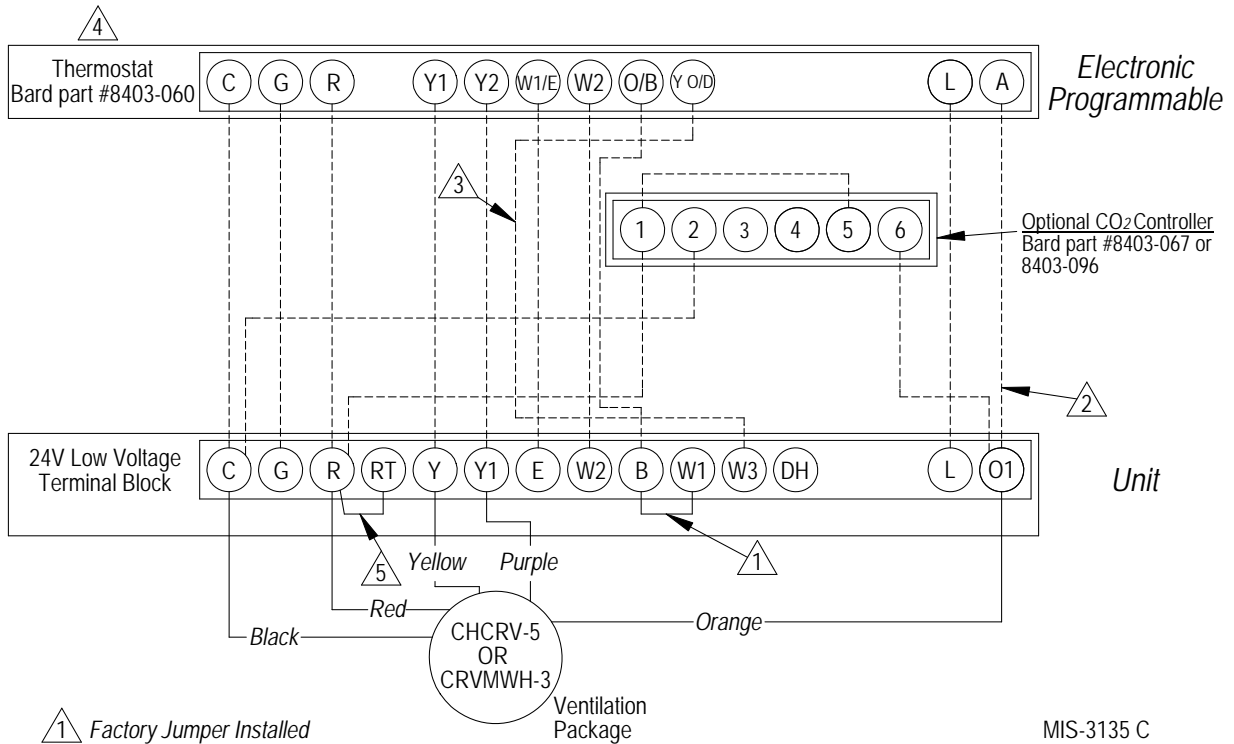 4
Thermostat
Bard part #8403-060
C G R Y1 Y2 W1/E W2 O/B Y O/D L A
Electronic
Programmable
3
1 2 3 4 5 6
Optional CO2 Controller
Bard part #8403-067 or
8403-096
2
24V Low Voltage
Terminal Block
C G R RT Y Y1 E W2 B W1 W3 DH L O1
Unit
5
Yellow
Purple
1
Red
Black
Orange
CHCRV-5
OR
CRVMWH-3
Ventilation
Package
1 Factory Jumper Installed
MIS-3135 C